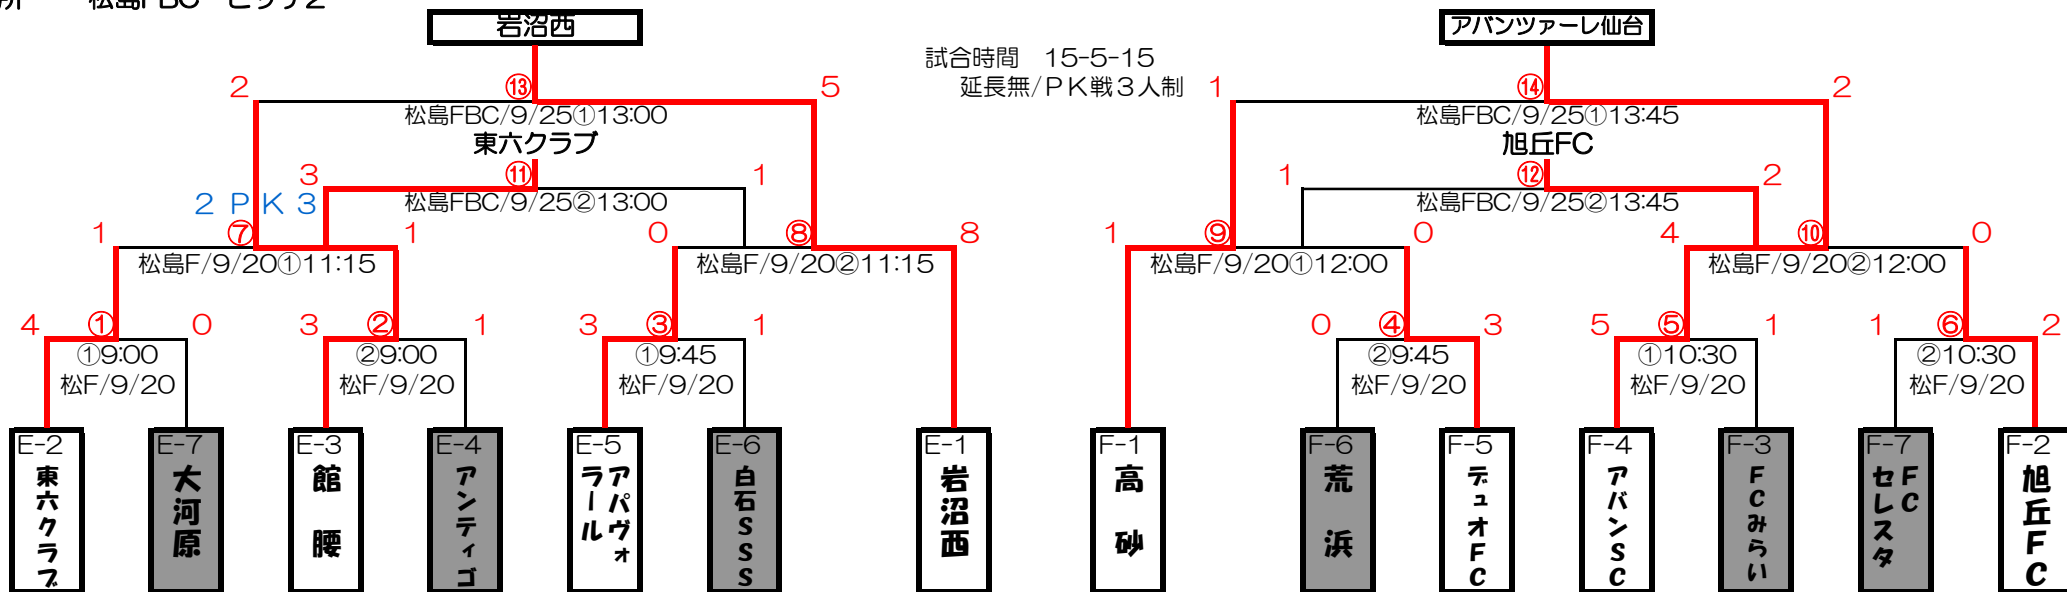 松島FBC ピッチ2
岩沼西
アバンツァーレ仙台
試合時間 15-5-15
延長無/PK戦3人制
2
⑬
5
1
⑭
2
松島FBC/9/25①13:00
松島FBC/9/25①13:45
東六クラブ
旭丘FC
3
⑪
1
1
⑫
2
2 PK 3
松島FBC/9/25②13:00
松島FBC/9/25②13:45
1
⑦
1
0
⑧
8
1
⑨
0
4
⑩
0
松島F/9/20①11:15
松島F/9/20②11:15
松島F/9/20①12:00
松島F/9/20②12:00
4
①
0
3
②
1
3
③
1
0
④
3
5
⑤
1
1
⑥
2
①9:00
松F/9/20
②9:00
松F/9/20
①9:45
松F/9/20
②9:45
松F/9/20
①10:30
松F/9/20
②10:30
松F/9/20
E-2
東六クラブ
E-7
大河原
E-3
館腰
E-4
アンティゴ
E-5
アパヴォ
ラール
E-6
白石SSS
E-1
岩沼西
F-1
高砂
F-6
荒浜
F-5
デュオFC
F-4
アバンSC
F-3
FCみらい
F-7
FC
セレスタ
F-2
旭丘FC